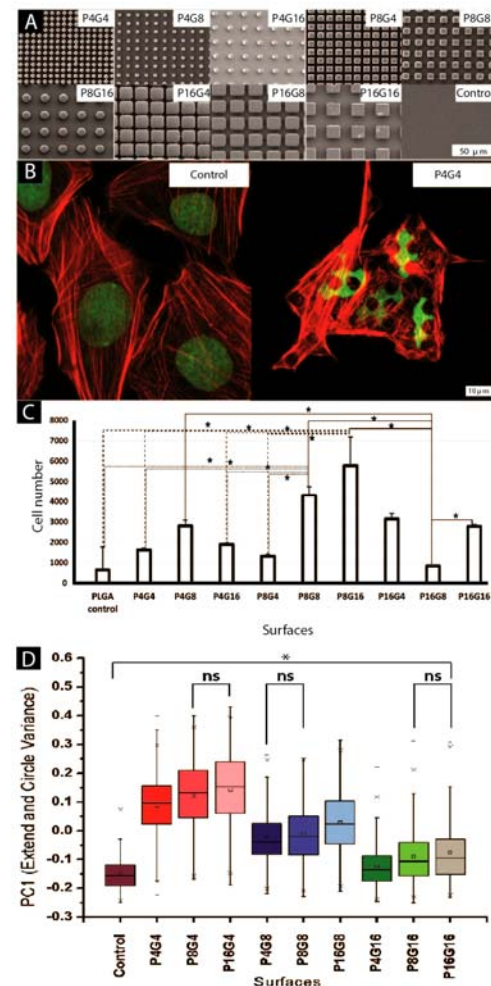 A
P4G4 P4G8 P4G16 P8G4 P8G8
P8G16 P16G4 P16G8 P16G16 Control
50 µm
B
Control P4G4
10µm
C
Cell number
8000
7000
6000
5000
4000
3000
2000
1000
0
* * * * * * * * * * * * *
PLGA control P4G4 P4G8 P4G16 P8G4 P8G8 P8G16 P16G4 P16G8 P16G16
Surfaces
D
PC1 (Extend and Circle Variance)
0.6
0.5
0.4
0.3
0.2
0.1
0.0
-0.1
-0.2
-0.3
*
ns ns ns
Control P4G4 P8G4 P16G4 P4G8 P8G8 P16G8 P4G16 P8G16 P16G16
Surfaces